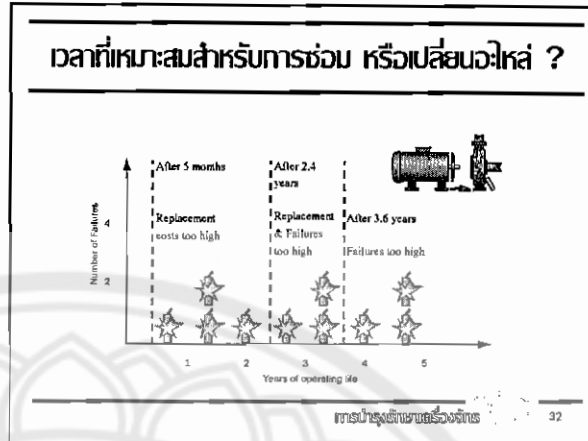 เวลาที่เหมาะสมสำหรับการซ่อม หรือเปลี่ยนอะไหล่ ?
After 5 months
Replacement
costs too high
After 2.4
years
Replacement
& Failures
too high
After 3.6 years
Failures too high
Number of Failures
4
2
1 2 3 4 5
Years of operating life
การบำรุงรักษาเครื่องจักร 32